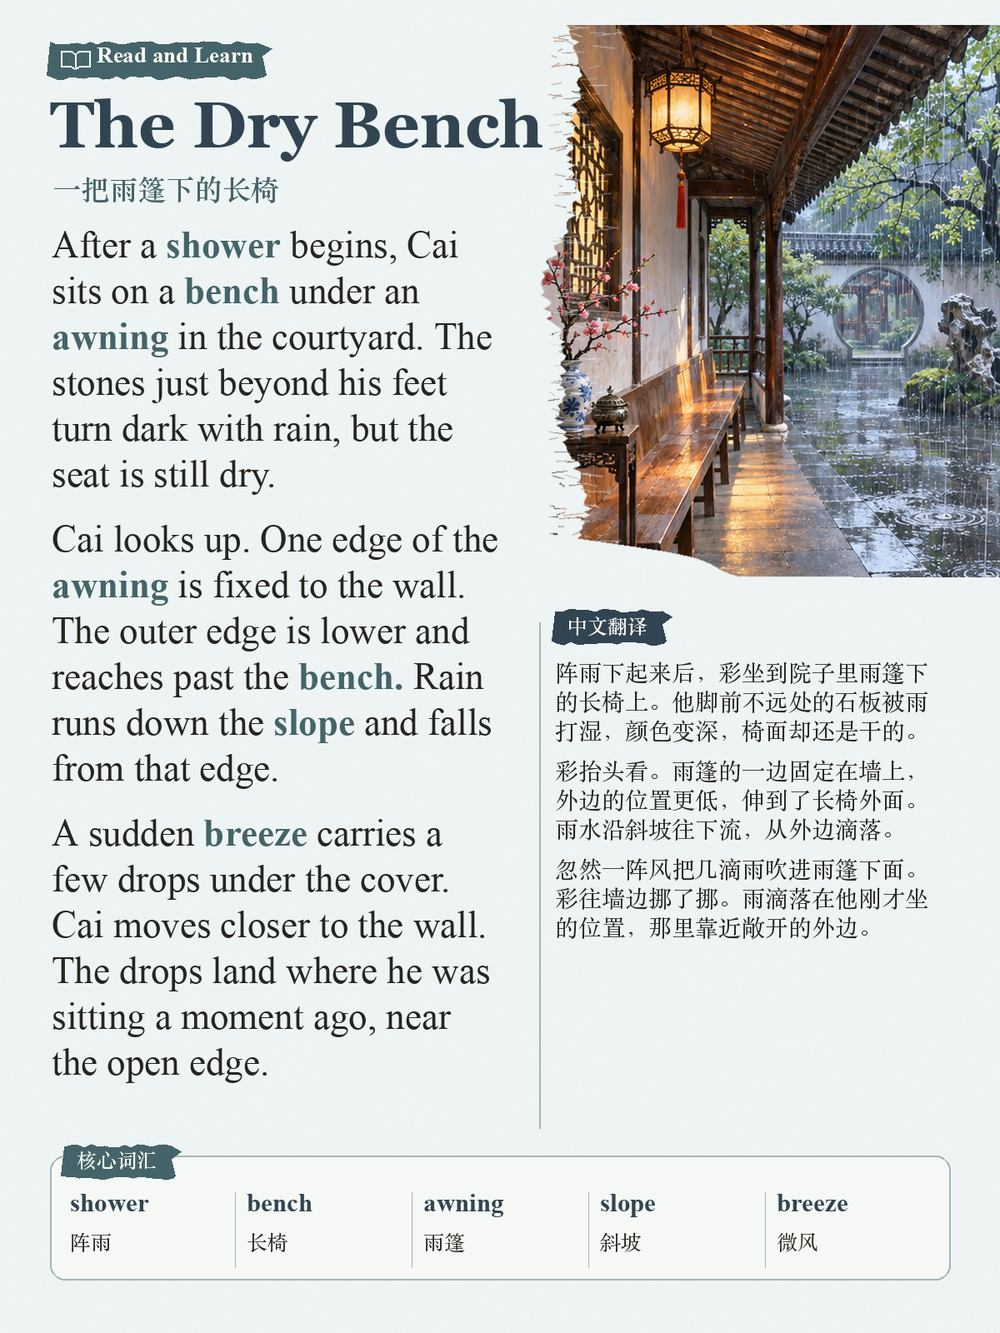 Read and Learn
The Dry Bench
一把雨篷下的长椅
After a shower begins, Cai
sits on a bench under an
awning in the courtyard. The
stones just beyond his feet
turn dark with rain, but the
seat is still dry.
Cai looks up. One edge of the
awning is fixed to the wall.
The outer edge is lower and
reaches past the bench. Rain
runs down the slope and falls
from that edge.
A sudden breeze carries a
few drops under the cover.
Cai moves closer to the wall.
The drops land where he was
sitting a moment ago, near
the open edge.
中文翻译
阵雨下起来后，彩坐到院子里雨篷下
的长椅上。他脚前不远处的石板被雨
打湿，颜色变深，椅面却还是干的。
彩抬头看。雨篷的一边固定在墙上，
外边的位置更低，伸到了长椅外面。
雨水沿斜坡往下流，从外边滴落。
忽然一阵风把几滴雨吹进雨篷下面。
彩往墙边挪了挪。雨滴落在他刚才坐
的位置，那里靠近敞开的外边。
核心词汇
shower
阵雨
bench
长椅
awning
雨篷
slope
斜坡
breeze
微风